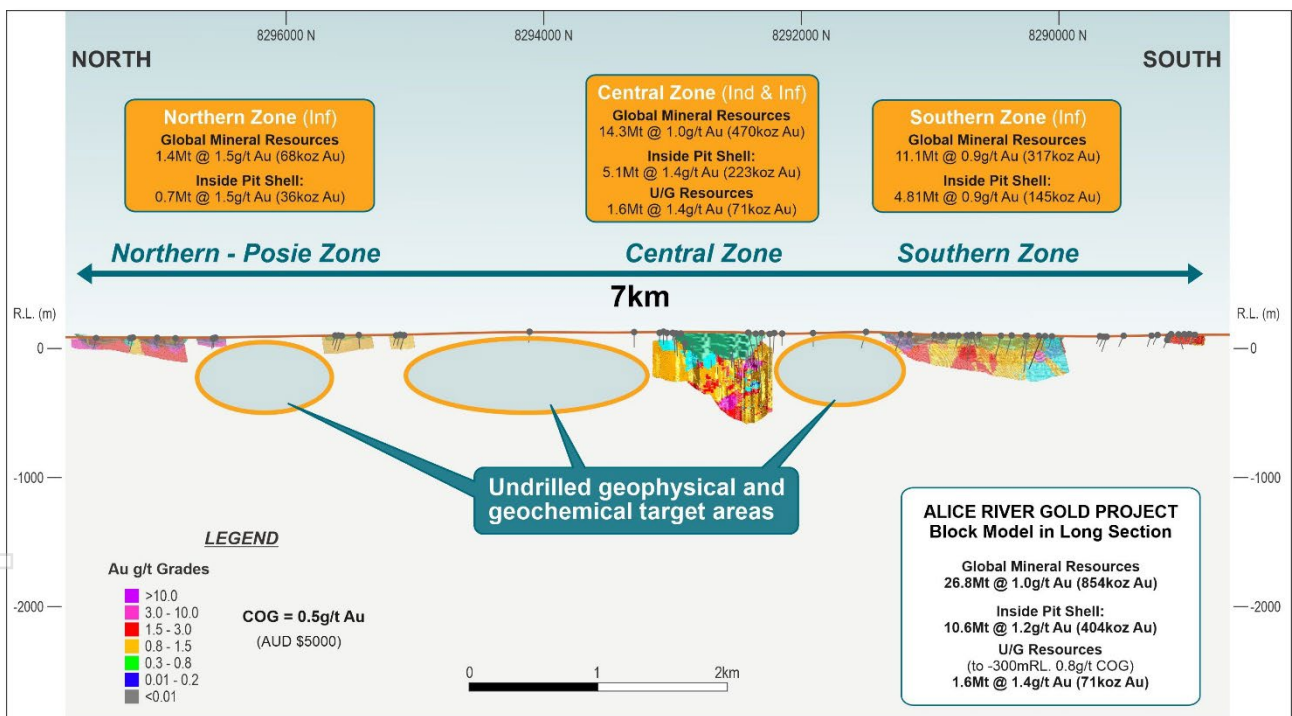 8296000 N
8294000 N
8292000 N
8290000 N
NORTH
SOUTH
Northern Zone (Inf)
Global Mineral Resources
1.4Mt @ 1.5g/t Au (68koz Au)
Inside Pit Shell:
0.7Mt @ 1.5g/t Au (36koz Au)
Central Zone (Ind & Inf)
Global Mineral Resources
14.3Mt @ 1.0g/t Au (470koz Au)
Inside Pit Shell:
5.1Mt @ 1.4g/t Au (223koz Au)
U/G Resources
1.6Mt @ 1.4g/t Au (71koz Au)
Southern Zone (Inf)
Global Mineral Resources
11.1Mt @ 0.9g/t Au (317koz Au)
Inside Pit Shell:
4.81Mt @ 0.9g/t Au (145koz Au)
Northern - Posie Zone
Central Zone
Southern Zone
7km
R.L. (m)
R.L. (m)
0
0
-1000
-1000
-2000
-2000
Undrilled geophysical and
geochemical target areas
LEGEND
Au g/t Grades
>10.0
3.0 - 10.0
1.5 - 3.0
0.8 - 1.5
0.3 - 0.8
0.01 - 0.2
<0.01
COG = 0.5g/t Au
(AUD $5000)
0
1
2km
ALICE RIVER GOLD PROJECT
Block Model in Long Section
Global Mineral Resources
26.8Mt @ 1.0g/t Au (854koz Au)
Inside Pit Shell:
10.6Mt @ 1.2g/t Au (404koz Au)
U/G Resources
(to -300mRL. 0.8g/t COG)
1.6Mt @ 1.4g/t Au (71koz Au)